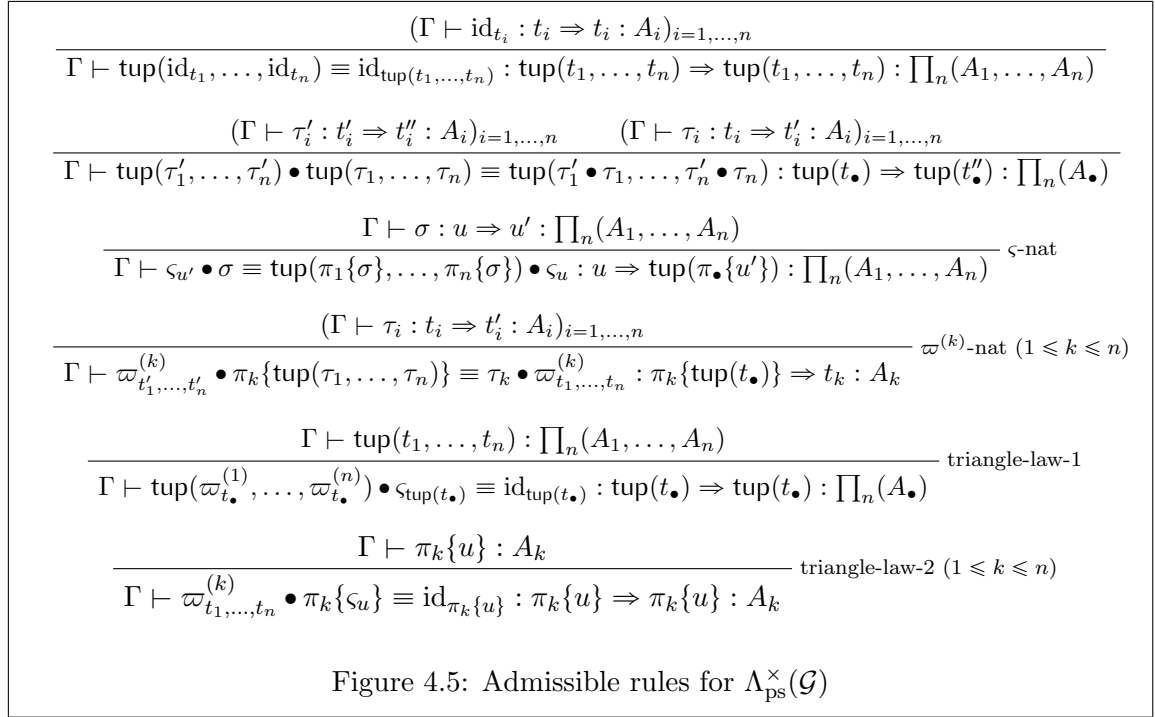 (Γ ⊢ id_{t_i} : t_i ⇒ t_i : A_i)_{i=1,...,n}
Γ ⊢ tup(id_{t_1}, . . . , id_{t_n}) ≡ id_{tup(t_1,...,t_n)} : tup(t_1, . . . , t_n) ⇒ tup(t_1, . . . , t_n) : ∏_n(A_1, . . . , A_n)
(Γ ⊢ τ'_i : t'_i ⇒ t''_i : A_i)_{i=1,...,n} (Γ ⊢ τ_i : t_i ⇒ t'_i : A_i)_{i=1,...,n}
Γ ⊢ tup(τ'_1, . . . , τ'_n) • tup(τ_1, . . . , τ_n) ≡ tup(τ'_1 • τ_1, . . . , τ'_n • τ_n) : tup(t_•) ⇒ tup(t''_•) : ∏_n(A_•)
Γ ⊢ σ : u ⇒ u' : ∏_n(A_1, . . . , A_n)
Γ ⊢ ς_{u'} • σ ≡ tup(π_1{σ}, . . . , π_n{σ}) • ς_u : u ⇒ tup(π_•{u'}) : ∏_n(A_1, . . . , A_n) ς-nat
(Γ ⊢ τ_i : t_i ⇒ t'_i : A_i)_{i=1,...,n}
Γ ⊢ ϖ^{(k)}_{t'_1,...,t'_n} • π_k{tup(τ_1, . . . , τ_n)} ≡ τ_k • ϖ^{(k)}_{t_1,...,t_n} : π_k{tup(t_•)} ⇒ t_k : A_k ϖ^{(k)}-nat (1 ⩽ k ⩽ n)
Γ ⊢ tup(t_1, . . . , t_n) : ∏_n(A_1, . . . , A_n)
Γ ⊢ tup(ϖ^{(1)}_{t_•}, . . . , ϖ^{(n)}_{t_•}) • ς_{tup(t_•)} ≡ id_{tup(t_•)} : tup(t_•) ⇒ tup(t_•) : ∏_n(A_•) triangle-law-1
Γ ⊢ π_k{u} : A_k
Γ ⊢ ϖ^{(k)}_{t_1,...,t_n} • π_k{ς_u} ≡ id_{π_k{u}} : π_k{u} ⇒ π_k{u} : A_k triangle-law-2 (1 ⩽ k ⩽ n)
Figure 4.5: Admissible rules for Λ^×_{ps}(𝒢)